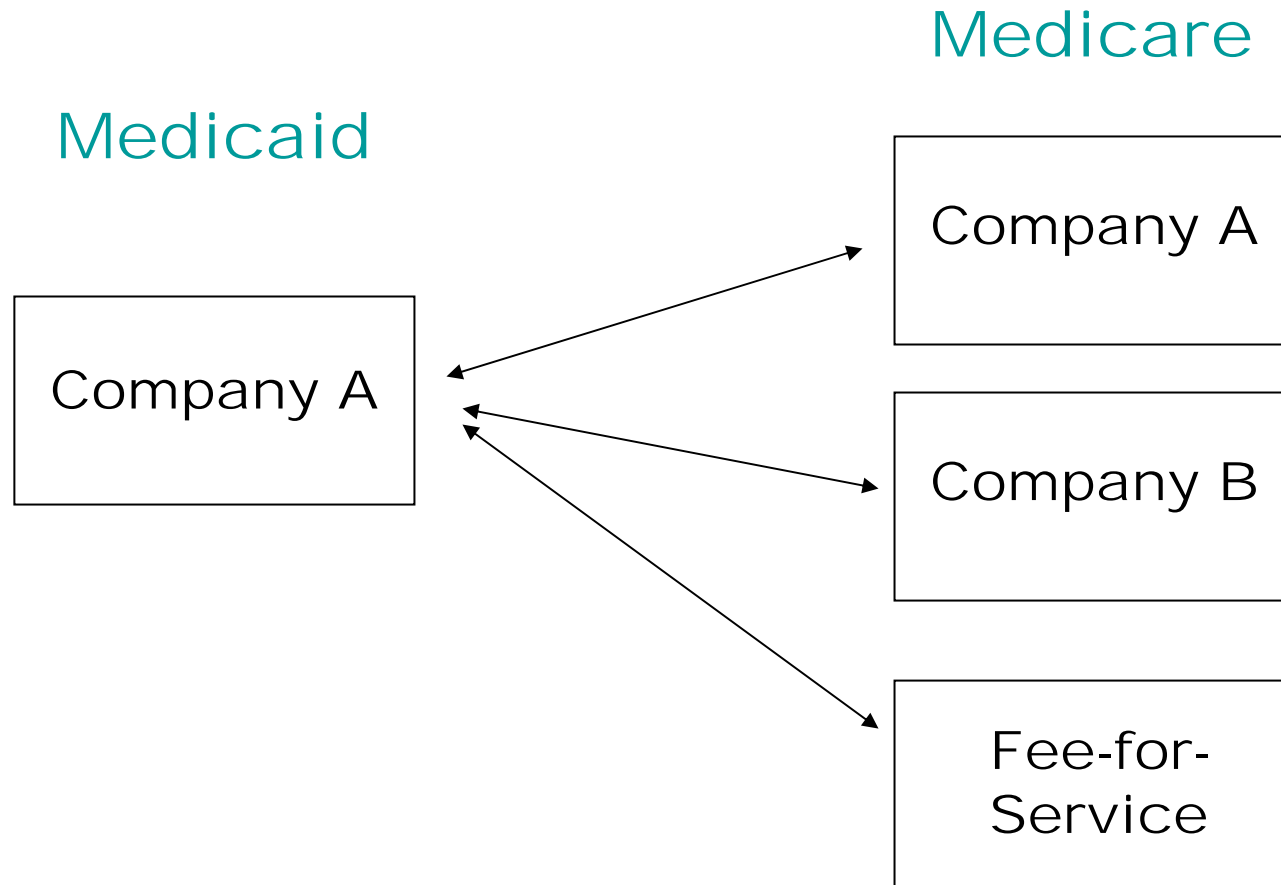 Medicare
Medicaid
Company A
Company A
Company B
Fee-for-
Service